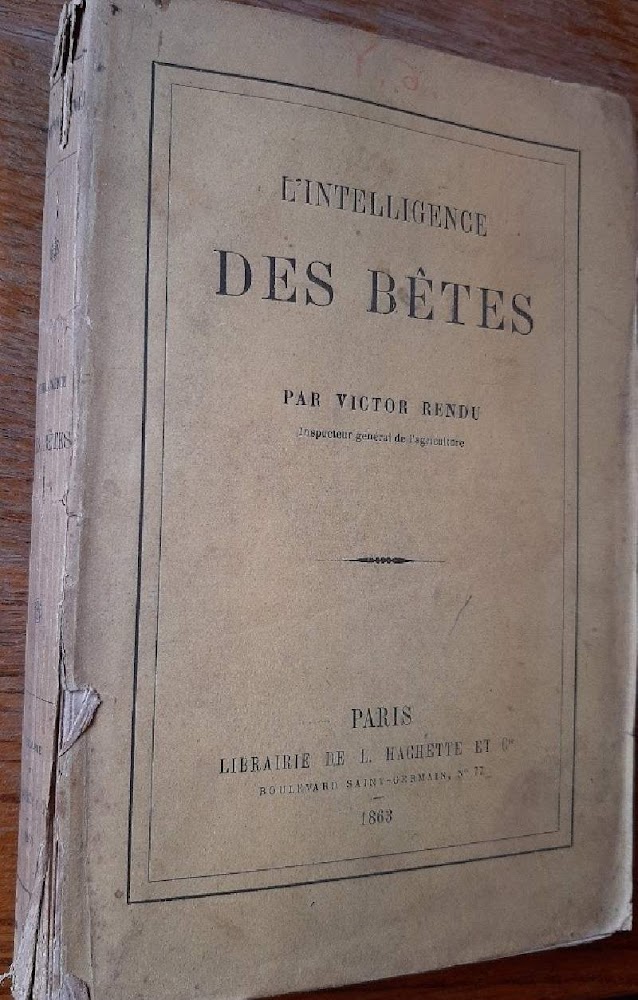 L'INTELLIGENCE
DES BÊTES
PAR VICTOR RENDU
Inspecteur général de l'agriculture
PARIS
LIBRAIRIE DE L. HACHETTE ET Cie
BOULEVARD SAINT-GERMAIN, No 77
1863